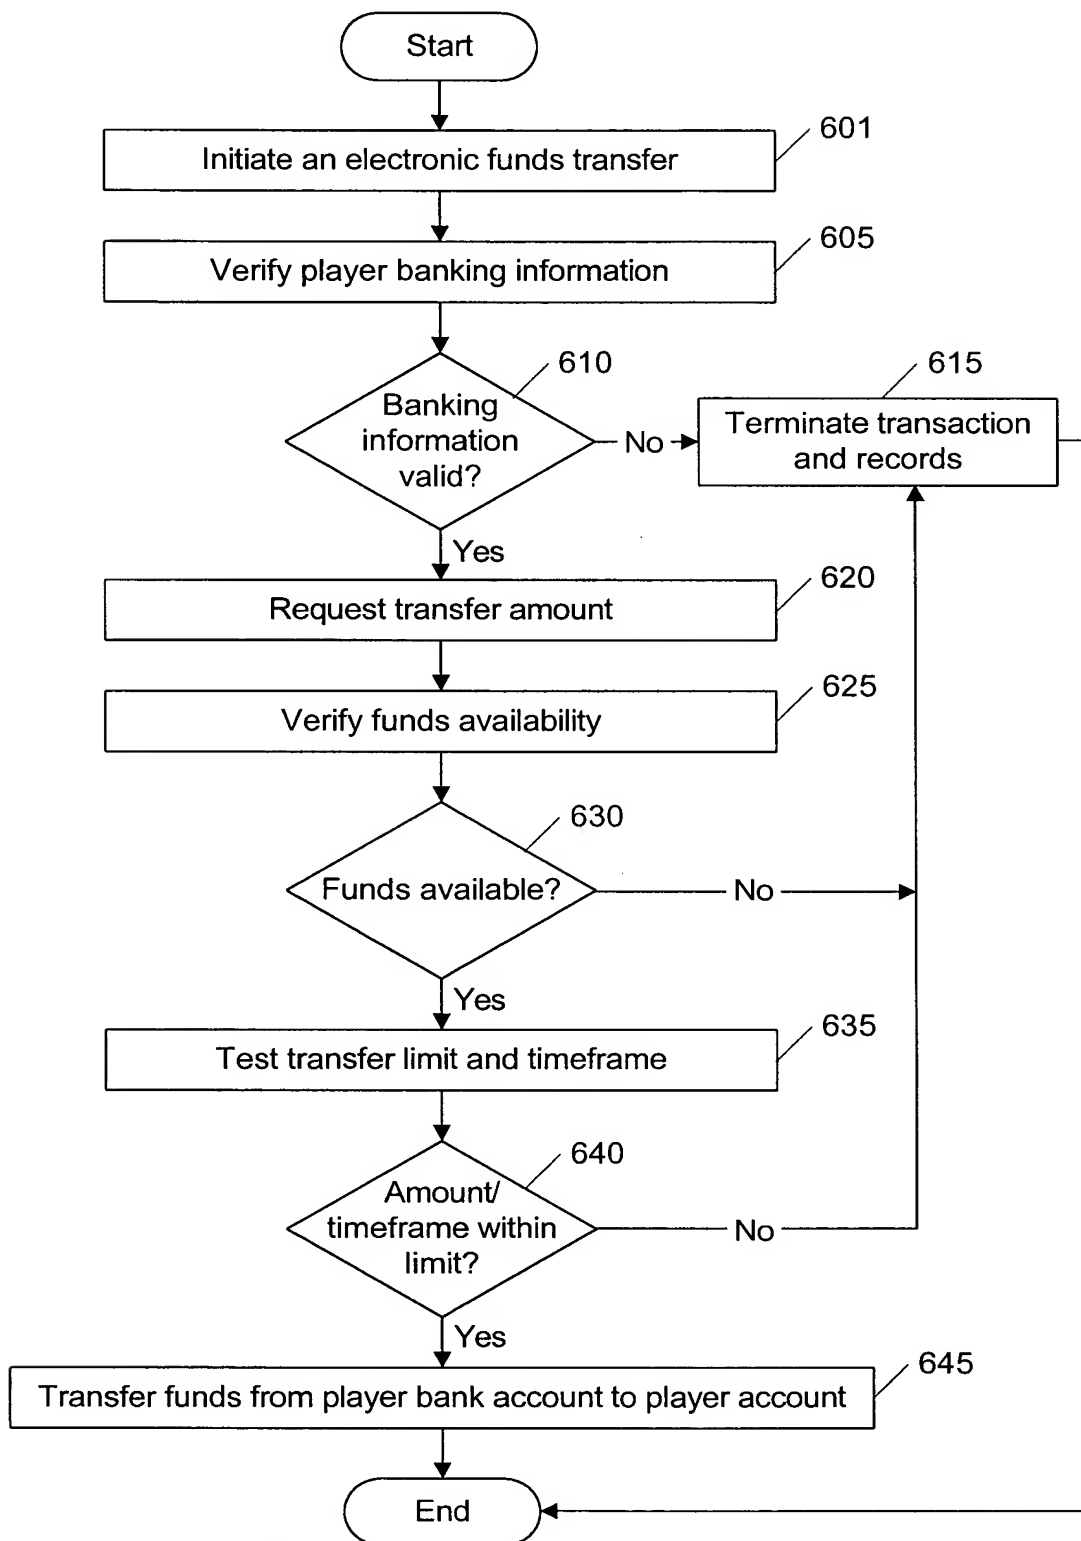 Start
601
Initiate an electronic funds transfer
605
Verify player banking information
610
615
Banking
information
valid?
No
Terminate transaction
and records
Yes
620
Request transfer amount
625
Verify funds availability
630
Funds available?
No
Yes
635
Test transfer limit and timeframe
640
Amount/
timeframe within
limit?
No
Yes
645
Transfer funds from player bank account to player account
End